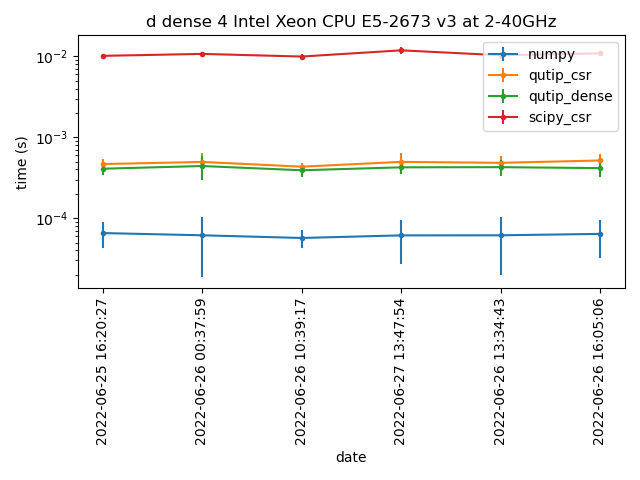 d dense 4 Intel Xeon CPU E5-2673 v3 at 2-40GHz
numpy
qutip_csr
qutip_dense
scipy_csr
time (s)
10⁻²
10⁻³
10⁻⁴
2022-06-25 16:20:27
2022-06-26 00:37:59
2022-06-26 10:39:17
2022-06-27 13:47:54
2022-06-26 13:34:43
2022-06-26 16:05:06
date